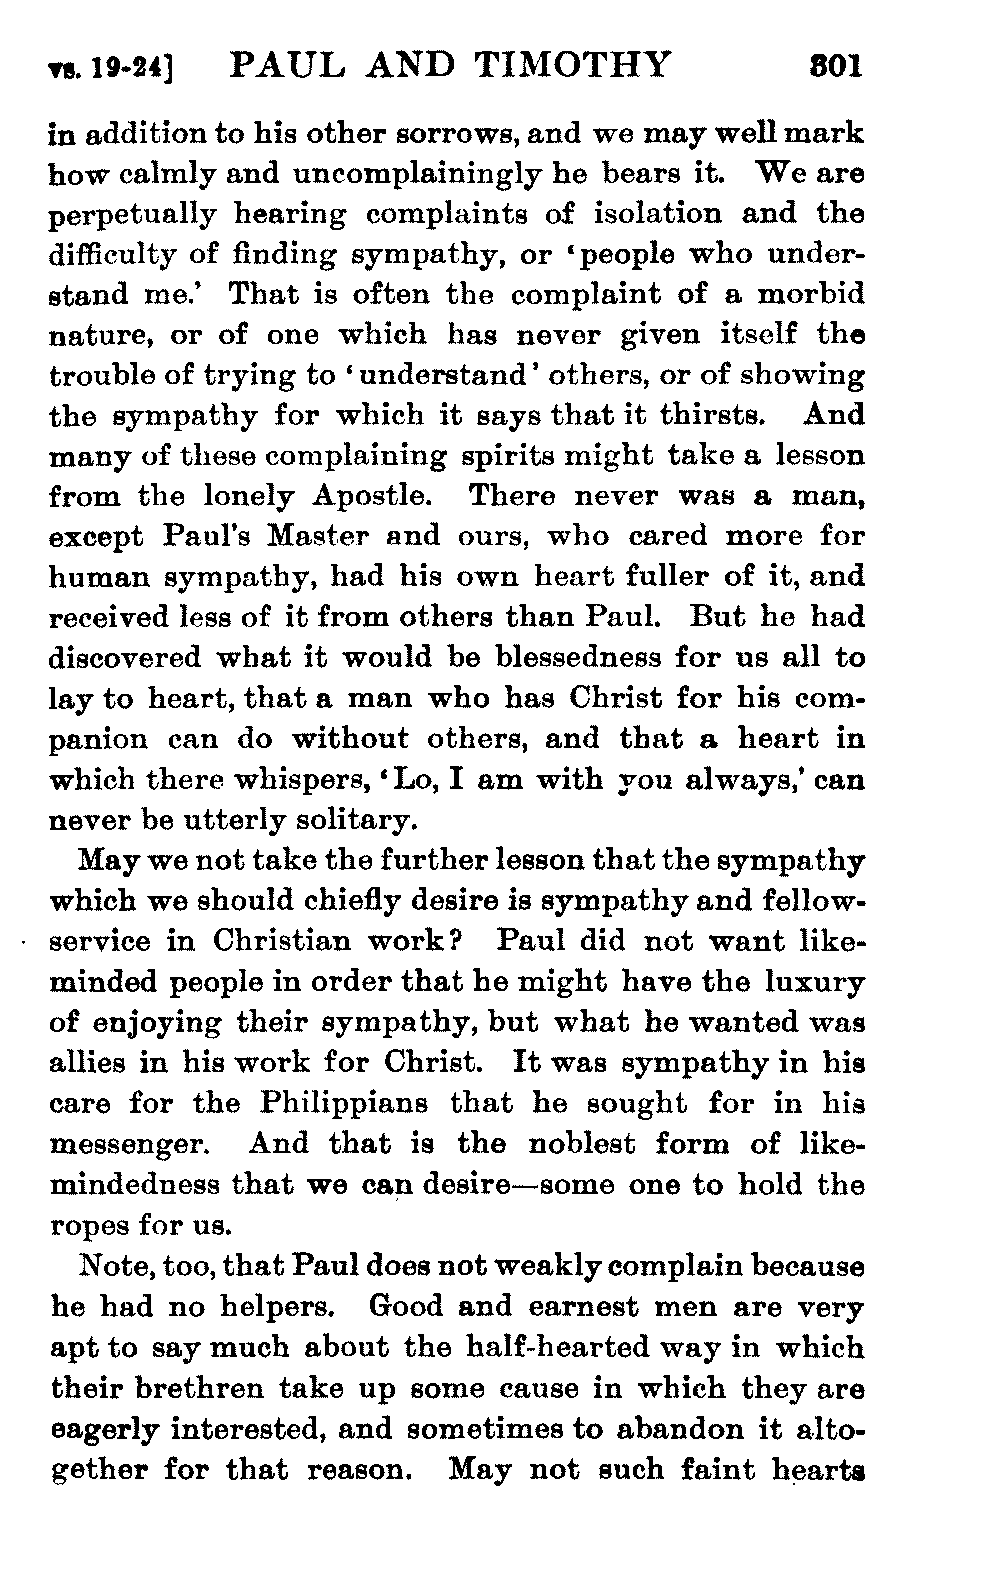 vs. 19-24] PAUL AND TIMOTHY 301
in addition to his other sorrows, and we may well mark
how calmly and uncomplainingly he bears it. We are
perpetually hearing complaints of isolation and the
difficulty of finding sympathy, or ‘people who under-
stand me.’ That is often the complaint of a morbid
nature, or of one which has never given itself the
trouble of trying to ‘understand’ others, or of showing
the sympathy for which it says that it thirsts. And
many of these complaining spirits might take a lesson
from the lonely Apostle. There never was a man,
except Paul's Master and ours, who cared more for
human sympathy, had his own heart fuller of it, and
received less of it from others than Paul. But he had
discovered what it would be blessedness for us all to
lay to heart, that a man who has Christ for his com-
panion can do without others, and that a heart in
which there whispers, ‘Lo, I am with you always,’ can
never be utterly solitary.
May we not take the further lesson that the sympathy
which we should chiefly desire is sympathy and fellow-
service in Christian work? Paul did not want like-
minded people in order that he might have the luxury
of enjoying their sympathy, but what he wanted was
allies in his work for Christ. It was sympathy in his
care for the Philippians that he sought for in his
messenger. And that is the noblest form of like-
mindedness that we can desire—some one to hold the
ropes for us.
Note, too, that Paul does not weakly complain because
he had no helpers. Good and earnest men are very
apt to say much about the half-hearted way in which
their brethren take up some cause in which they are
eagerly interested, and sometimes to abandon it alto-
gether for that reason. May not such faint hearts